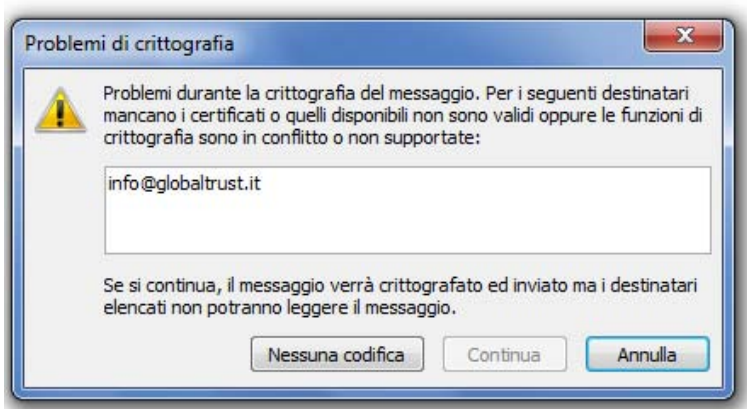 Problemi di crittografia
Problemi durante la crittografia del messaggio. Per i seguenti destinatari
mancano i certificati o quelli disponibili non sono validi oppure le funzioni di
crittografia sono in conflitto o non supportate:
info@globaltrust.it
Se si continua, il messaggio verrà crittografato ed inviato ma i destinatari
elencati non potranno leggere il messaggio.
Nessuna codifica Continua Annulla